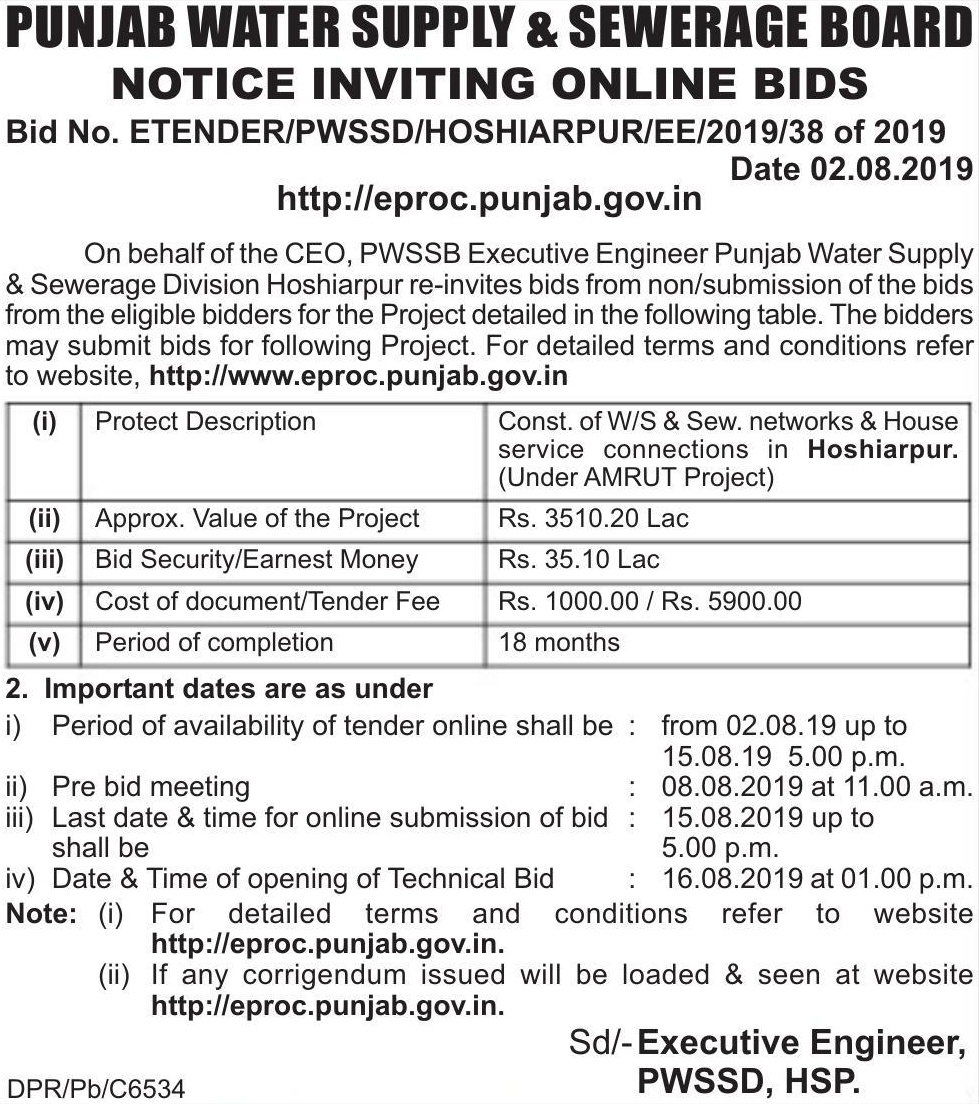 PUNJAB WATER SUPPLY & SEWERAGE BOARD
NOTICE INVITING ONLINE BIDS
Bid No. ETENDER/PWSSD/HOSHIARPUR/EE/2019/38 of 2019
Date 02.08.2019
http://eproc.punjab.gov.in
On behalf of the CEO, PWSSB Executive Engineer Punjab Water Supply
& Sewerage Division Hoshiarpur re-invites bids from non/submission of the bids
from the eligible bidders for the Project detailed in the following table. The bidders
may submit bids for following Project. For detailed terms and conditions refer
to website, http://www.eproc.punjab.gov.in
(i) Protect Description Const. of W/S & Sew. networks & House
service connections in Hoshiarpur.
(Under AMRUT Project)
(ii) Approx. Value of the Project Rs. 3510.20 Lac
(iii) Bid Security/Earnest Money Rs. 35.10 Lac
(iv) Cost of document/Tender Fee Rs. 1000.00 / Rs. 5900.00
(v) Period of completion 18 months
2. Important dates are as under
i) Period of availability of tender online shall be : from 02.08.19 up to
15.08.19 5.00 p.m.
ii) Pre bid meeting : 08.08.2019 at 11.00 a.m.
iii) Last date & time for online submission of bid : 15.08.2019 up to
shall be 5.00 p.m.
iv) Date & Time of opening of Technical Bid : 16.08.2019 at 01.00 p.m.
Note: (i) For detailed terms and conditions refer to website
http://eproc.punjab.gov.in.
(ii) If any corrigendum issued will be loaded & seen at website
http://eproc.punjab.gov.in.
Sd/- Executive Engineer,
DPR/Pb/C6534 PWSSD, HSP.